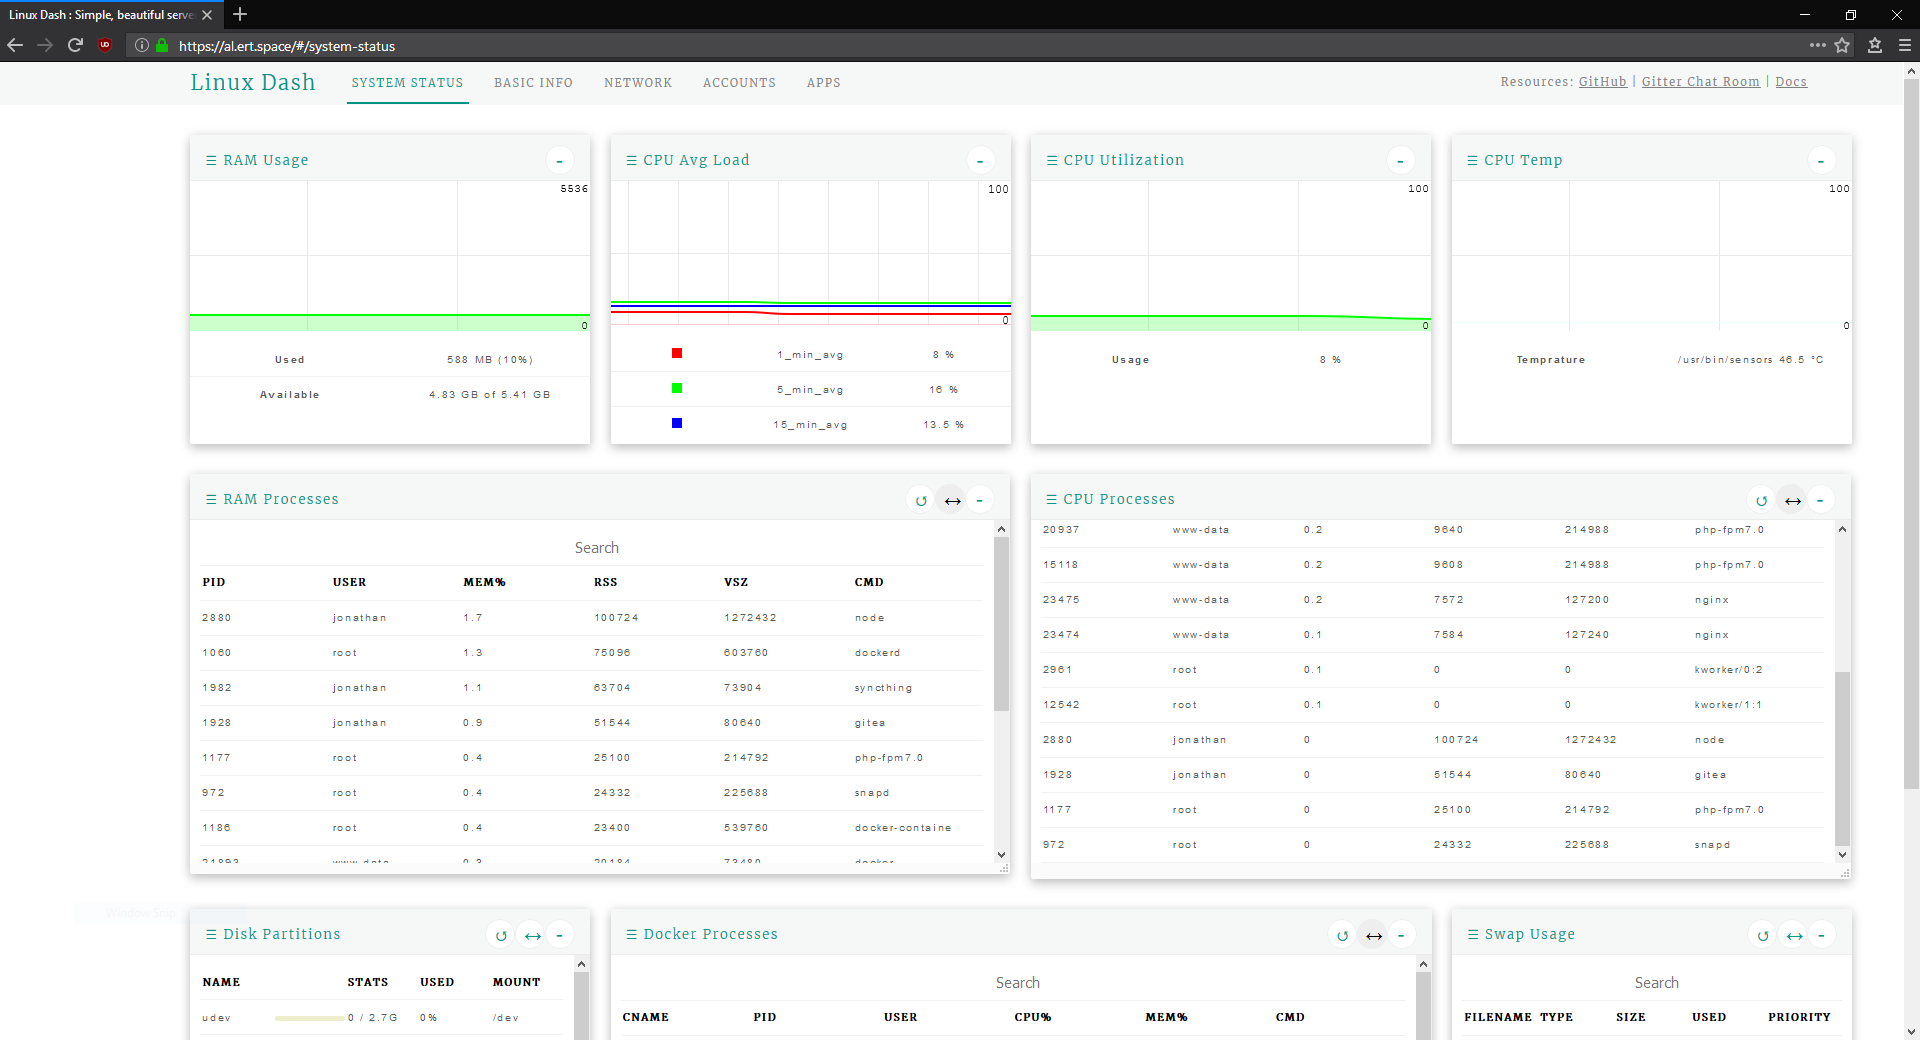 Linux Dash : Simple, beautiful serve
https://al.ert.space/#/system-status
Linux Dash SYSTEM STATUS BASIC INFO NETWORK ACCOUNTS APPS Resources: GitHub | Gitter Chat Room | Docs
RAM Usage -
5536
0
Used 588 MB (10%)
Available 4.83 GB of 5.41 GB
CPU Avg Load -
100
0
1_min_avg 8 %
5_min_avg 16 %
15_min_avg 13.5 %
CPU Utilization -
100
0
Usage 8 %
CPU Temp -
100
0
Temprature /usr/bin/sensors 46.5 °C
RAM Processes -
Search
PID USER MEM% RSS VSZ CMD
2880 jonathan 1.7 100724 1272432 node
1060 root 1.3 75096 603760 dockerd
1982 jonathan 1.1 63704 73904 syncthing
1928 jonathan 0.9 51544 80640 gitea
1177 root 0.4 25100 214792 php-fpm7.0
972 root 0.4 24332 225688 snapd
1186 root 0.4 23400 539760 docker-containe
21893 www-data 0.3 20184 73480 docker
CPU Processes -
20937 www-data 0.2 9640 214988 php-fpm7.0
15118 www-data 0.2 9608 214988 php-fpm7.0
23475 www-data 0.2 7572 127200 nginx
23474 www-data 0.1 7584 127240 nginx
2961 root 0.1 0 0 kworker/0:2
12542 root 0.1 0 0 kworker/1:1
2880 jonathan 0 100724 1272432 node
1928 jonathan 0 51544 80640 gitea
1177 root 0 25100 214792 php-fpm7.0
972 root 0 24332 225688 snapd
Window Snip
Disk Partitions -
NAME STATS USED MOUNT
udev 0 / 2.7G 0% /dev
Docker Processes -
Search
CNAME PID USER CPU% MEM% CMD
Swap Usage -
Search
FILENAME TYPE SIZE USED PRIORITY